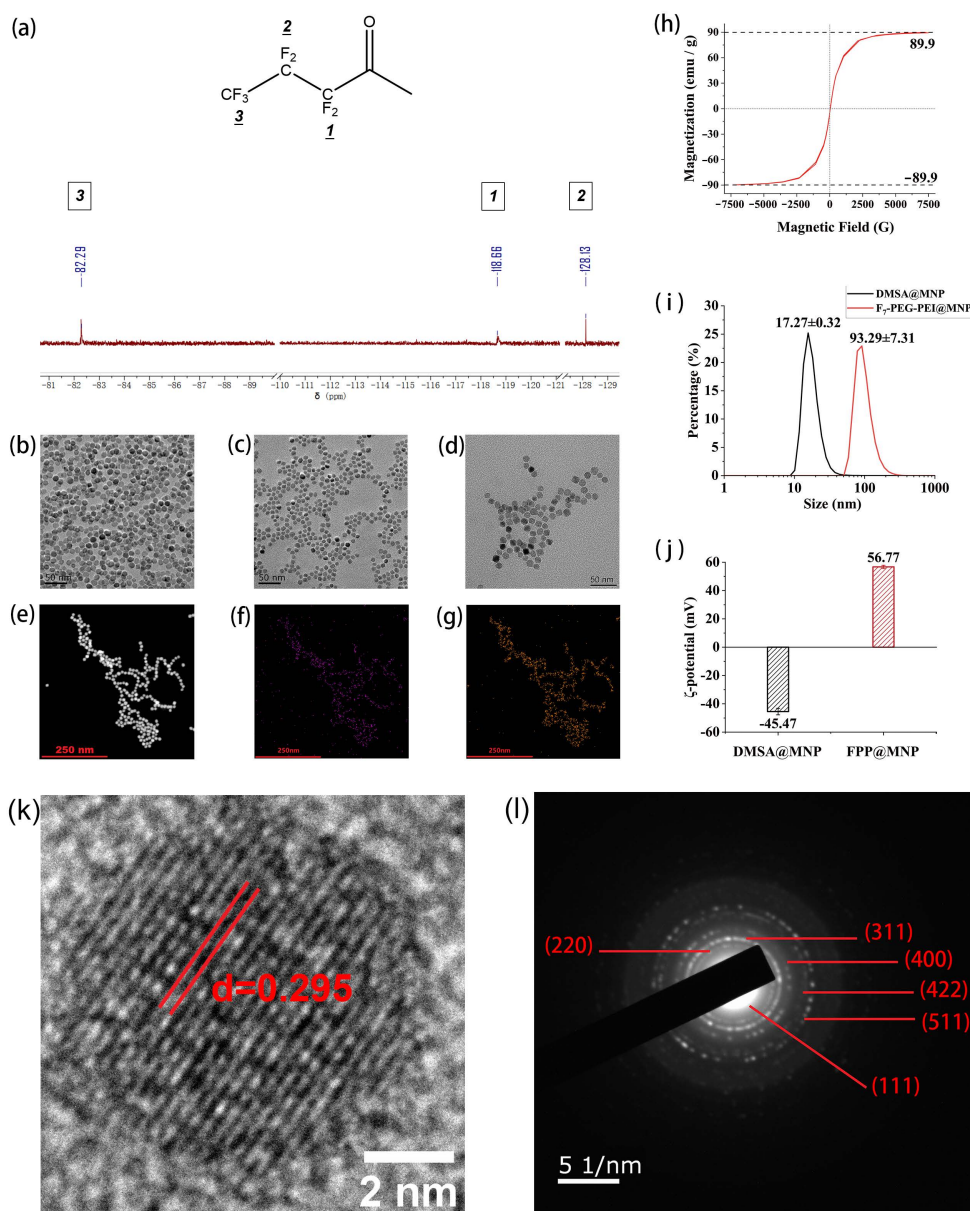 (a)
2
F2
C
O
CF3
C
F2
3
1
3
1
2
-82.29
-118.66
-128.13
-81 -82 -83 -84 -85 -86 -87 -88 -89 -110 -111 -112 -113 -114 -115 -116 -117 -118 -119 -120 -121 -128 -129
δ (ppm)
(b)
50 nm
(c)
50 nm
(d)
50 nm
(e)
250 nm
(f)
250nm
(g)
250nm
(h)
Magnetization (emu / g)
90
60
30
0
-30
-60
-90
89.9
-89.9
-7500 -5000 -2500 0 2500 5000 7500
Magnetic Field (G)
(i)
DMSA@MNP
F7-PEG-PEI@MNP
Percentage (%)
30
25
20
15
10
5
0
17.27±0.32
93.29±7.31
1 10 100 1000
Size (nm)
(j)
ζ-potential (mV)
60
40
20
0
-20
-40
-60
56.77
-45.47
DMSA@MNP FPP@MNP
(k)
d=0.295
2 nm
(l)
(220)
(311)
(400)
(422)
(511)
(111)
5 1/nm